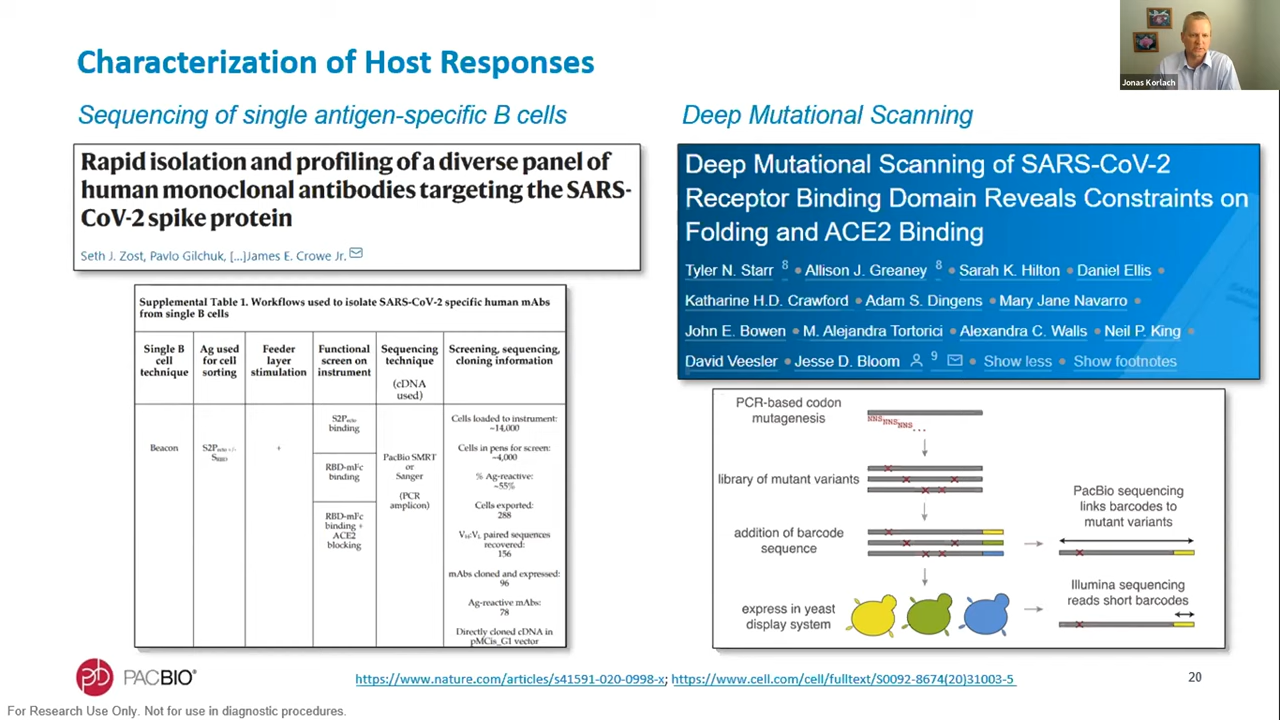 Characterization of Host Responses
Jonas Korlach
Sequencing of single antigen-specific B cells
Rapid isolation and profiling of a diverse panel of
human monoclonal antibodies targeting the SARS-
CoV-2 spike protein
Seth J. Zost, Pavlo Gilchuk, [...]James E. Crowe Jr.
Supplemental Table 1. Workflows used to isolate SARS-CoV-2 specific human mAbs
from single B cells
Single B
cell
technique
Ag used
for cell
sorting
Feeder
layer
stimulation
Functional
screen on
instrument
Sequencing
technique
(cDNA
used)
Screening, sequencing,
cloning information
Beacon
S2Pecto +/-
SRBD
+
S2Pecto
binding
RBD-mFc
binding
RBD-mFc
binding +
ACE2
blocking
PacBio SMRT
or
Sanger
(PCR
amplicon)
Cells loaded to instrument:
~14,000
Cells in pens for screen:
~4,000
% Ag-reactive:
~55%
Cells exported:
288
VH:VL paired sequences
recovered:
156
mAbs cloned and expressed:
96
Ag-reactive mAbs:
78
Directly cloned cDNA in
pMCis_G1 vector
Deep Mutational Scanning
Deep Mutational Scanning of SARS-CoV-2
Receptor Binding Domain Reveals Constraints on
Folding and ACE2 Binding
Tyler N. Starr 8 • Allison J. Greaney 8 • Sarah K. Hilton • Daniel Ellis •
Katharine H.D. Crawford • Adam S. Dingens • Mary Jane Navarro •
John E. Bowen • M. Alejandra Tortorici • Alexandra C. Walls • Neil P. King •
David Veesler • Jesse D. Bloom 9 • Show less • Show footnotes
PCR-based codon
mutagenesis
NNS NNS NNS ...
library of mutant variants
addition of barcode
sequence
express in yeast
display system
PacBio sequencing
links barcodes to
mutant variants
Illumina sequencing
reads short barcodes
PACBIO®
https://www.nature.com/articles/s41591-020-0998-x; https://www.cell.com/cell/fulltext/S0092-8674(20)31003-5
20
For Research Use Only. Not for use in diagnostic procedures.